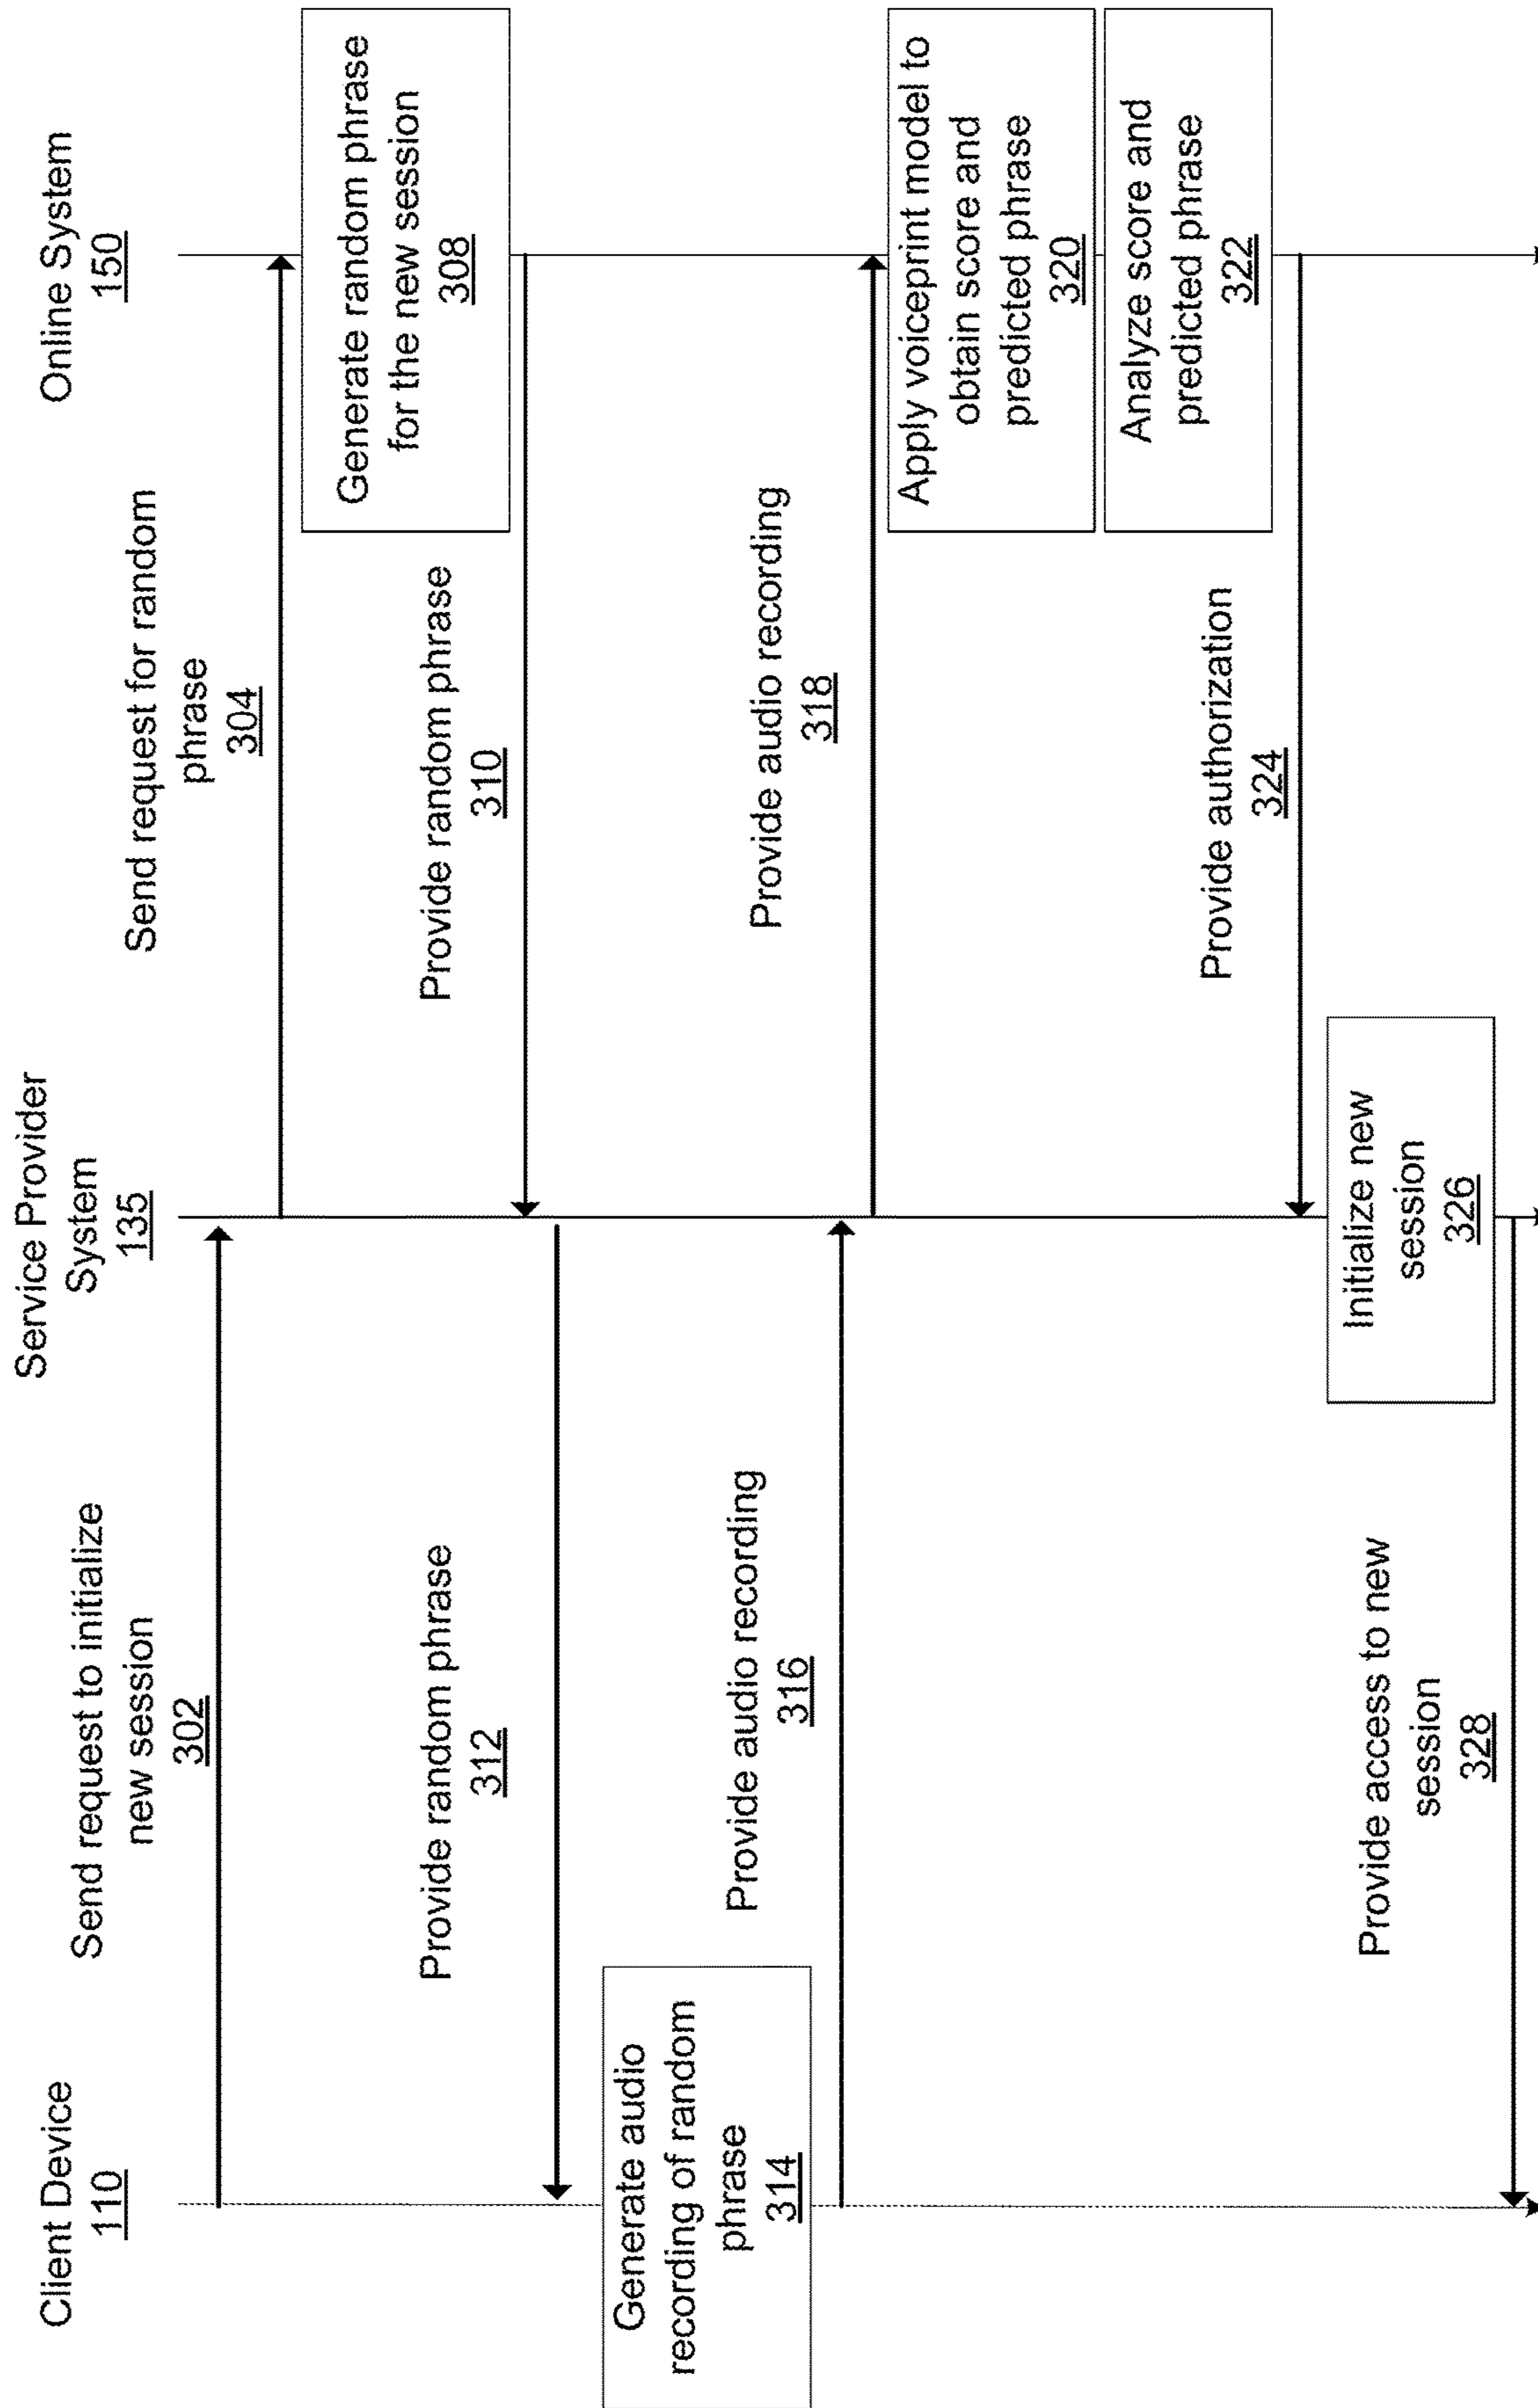 Client Device
110
Service Provider
System
135
Online System
150
Send request to initialize
new session
302
Send request for random
phrase
304
Generate random phrase
for the new session
308
Provide random phrase
310
Provide random phrase
312
Generate audio
recording of random
phrase
314
Provide audio recording
316
Provide audio recording
318
Apply voiceprint model to
obtain score and
predicted phrase
320
Analyze score and
predicted phrase
322
Provide authorization
324
Initialize new
session
326
Provide access to new
session
328